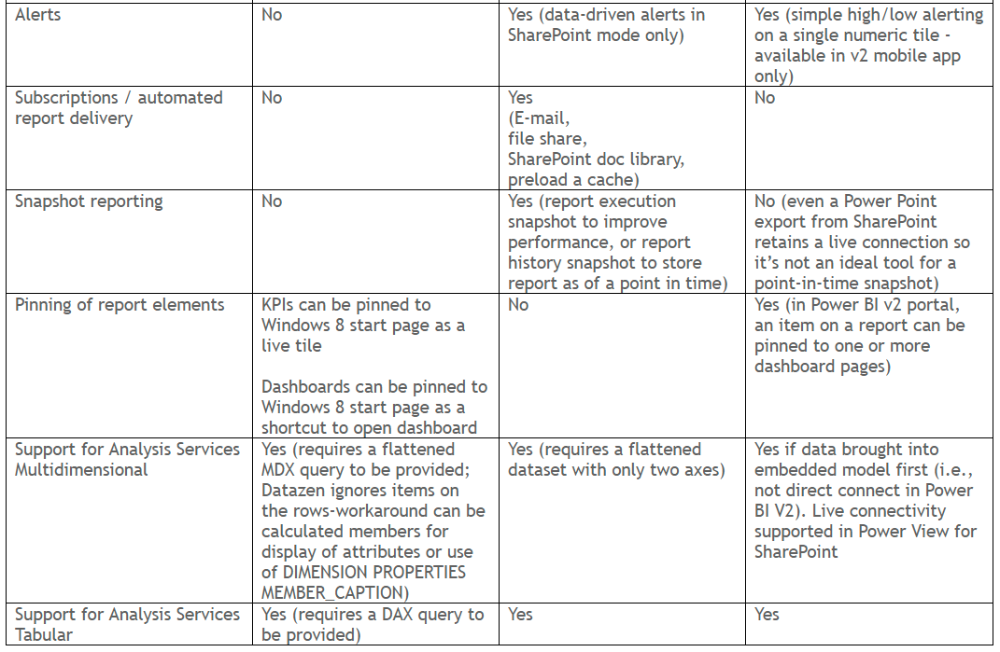 Alerts
No
Yes (data-driven alerts in
SharePoint mode only)
Yes (simple high/low alerting
on a single numeric tile -
available in v2 mobile app
only)
Subscriptions / automated
report delivery
No
Yes
(E-mail,
file share,
SharePoint doc library,
preload a cache)
No
Snapshot reporting
No
Yes (report execution
snapshot to improve
performance, or report
history snapshot to store
report as of a point in time)
No (even a Power Point
export from SharePoint
retains a live connection so
it’s not an ideal tool for a
point-in-time snapshot)
Pinning of report elements
KPIs can be pinned to
Windows 8 start page as a
live tile
Dashboards can be pinned to
Windows 8 start page as a
shortcut to open dashboard
No
Yes (in Power BI v2 portal,
an item on a report can be
pinned to one or more
dashboard pages)
Support for Analysis Services
Multidimensional
Yes (requires a flattened
MDX query to be provided;
Datazen ignores items on
the rows-workaround can be
calculated members for
display of attributes or use
of DIMENSION PROPERTIES
MEMBER_CAPTION)
Yes (requires a flattened
dataset with only two axes)
Yes if data brought into
embedded model first (i.e.,
not direct connect in Power
BI V2). Live connectivity
supported in Power View for
SharePoint
Support for Analysis Services
Tabular
Yes (requires a DAX query to
be provided)
Yes
Yes